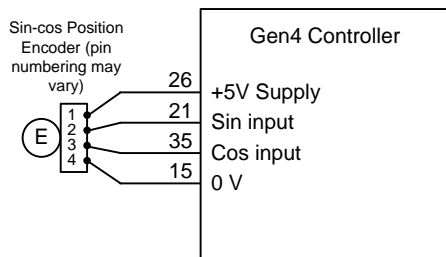 Sin-cos Position
Encoder (pin
numbering may
vary)
Gen4 Controller
E
1
2
3
4
26
+5V Supply
21
Sin input
35
Cos input
15
0 V